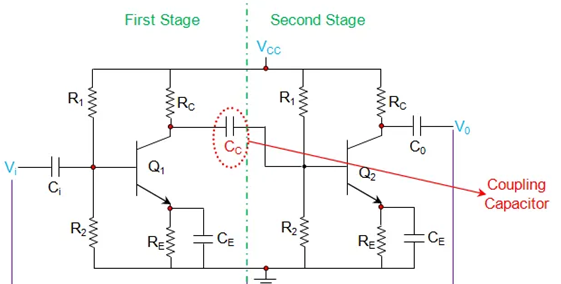 First Stage
Second Stage
VCC
R1
RC
R1
RC
CC
C0
V0
Vi
Ci
Q1
Q2
Coupling
Capacitor
R2
RE
CE
R2
RE
CE